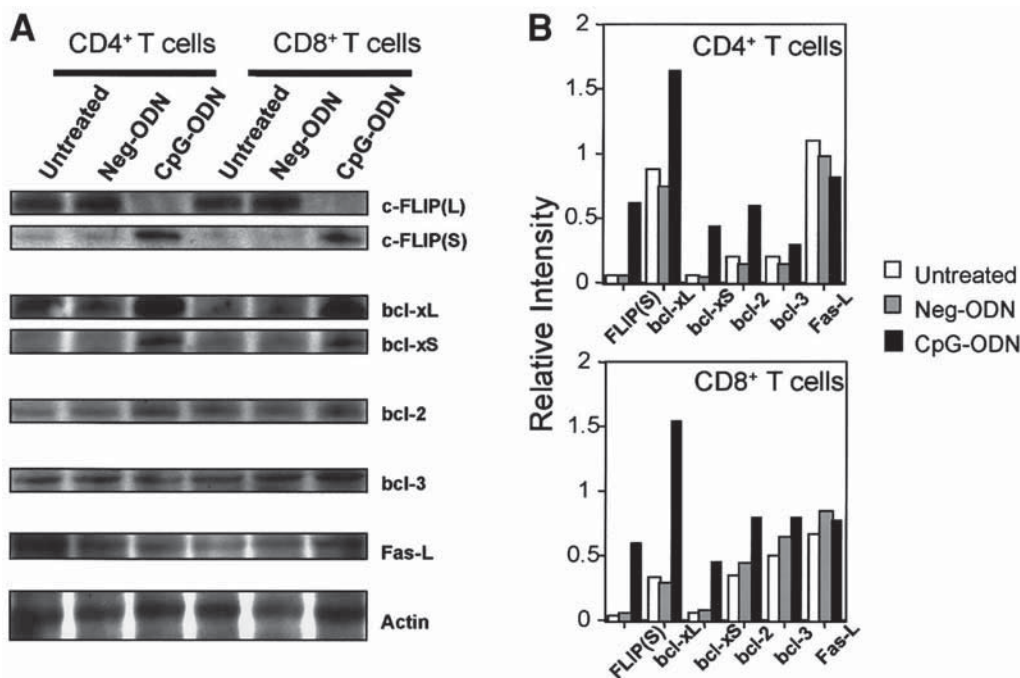 A
CD4⁺ T cells
CD8⁺ T cells
Untreated
Neg-ODN
CpG-ODN
Untreated
Neg-ODN
CpG-ODN
c-FLIP(L)
c-FLIP(S)
bcl-xL
bcl-xS
bcl-2
bcl-3
Fas-L
Actin
B
Relative Intensity
2
1.5
1
0.5
0
CD4⁺ T cells
FLIP(S)
bcl-xL
bcl-xS
bcl-2
bcl-3
Fas-L
2
1.5
1
0.5
0
CD8⁺ T cells
FLIP(S)
bcl-xL
bcl-xS
bcl-2
bcl-3
Fas-L
Untreated
Neg-ODN
CpG-ODN